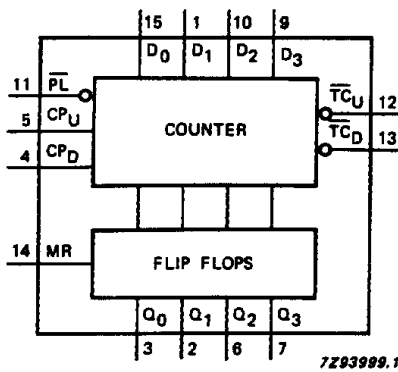 15 1 10 9
D0 D1 D2 D3
11 PL
5 CPU
4 CPD
COUNTER
TCU 12
TCD 13
14 MR
FLIP FLOPS
Q0 Q1 Q2 Q3
3 2 6 7
7Z93999.1